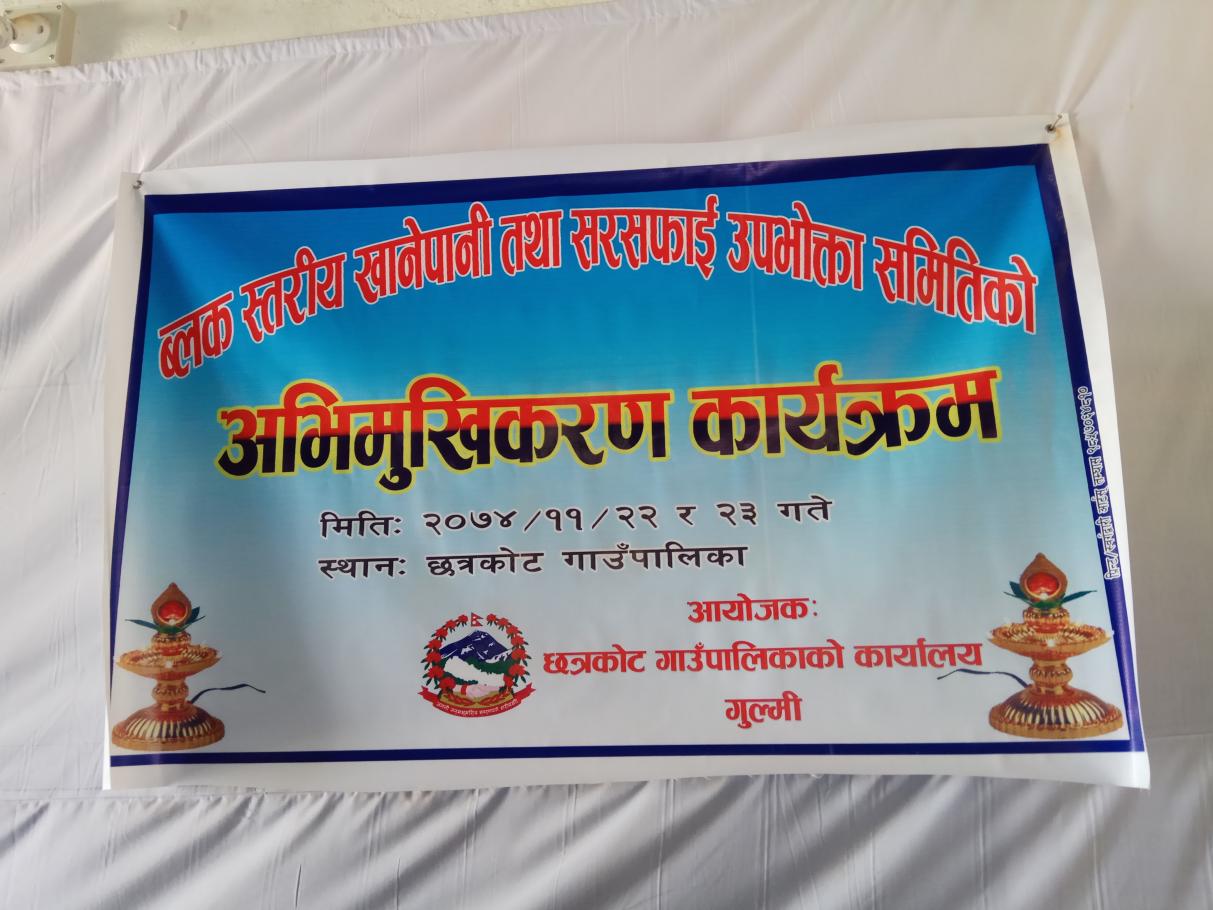 ब्लक स्तरीय खानेपानी तथा सरसफाई उपभोक्ता समितिको
अभिमुखिकरण कार्यक्रम
मितिः २०७४/११/२२ र २३ गते
स्थानः छत्रकोट गाउँपालिका
आयोजकः
छत्रकोट गाउँपालिकाको कार्यालय
गुल्मी